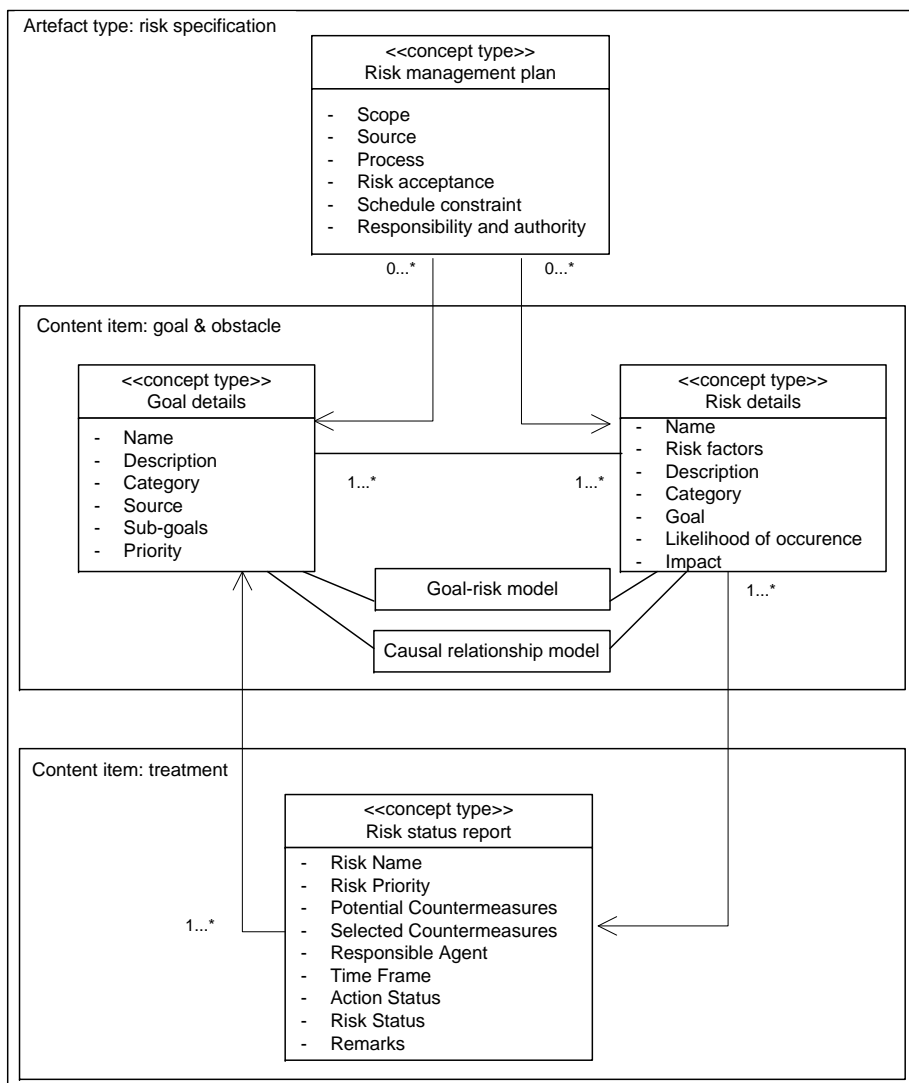 Artefact type: risk specification
<<concept type>>
Risk management plan
- Scope
- Source
- Process
- Risk acceptance
- Schedule constraint
- Responsibility and authority
0...*
0...*
Content item: goal & obstacle
<<concept type>>
Goal details
- Name
- Description
- Category
- Source
- Sub-goals
- Priority
<<concept type>>
Risk details
- Name
- Risk factors
- Description
- Category
- Goal
- Likelihood of occurence
- Impact
1...*
1...*
Goal-risk model
Causal relationship model
1...*
Content item: treatment
<<concept type>>
Risk status report
- Risk Name
- Risk Priority
- Potential Countermeasures
- Selected Countermeasures
- Responsible Agent
- Time Frame
- Action Status
- Risk Status
- Remarks
1...*